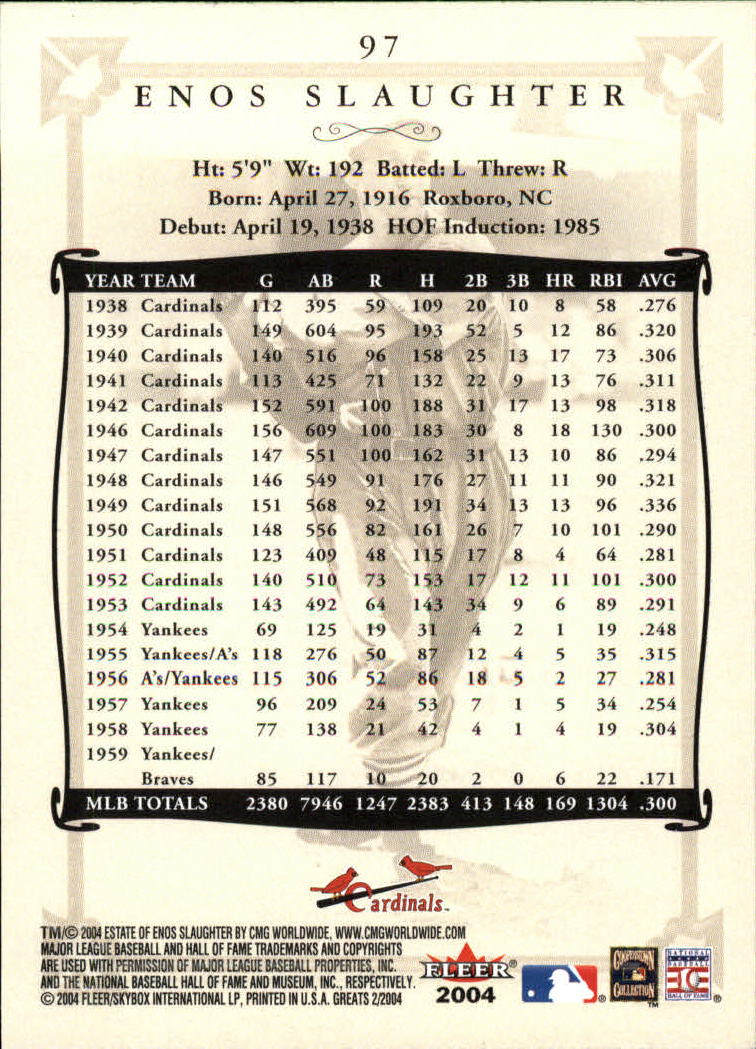 97
ENOS SLAUGHTER
Ht: 5'9" Wt: 192 Batted: L Threw: R
Born: April 27, 1916 Roxboro, NC
Debut: April 19, 1938 HOF Induction: 1985
YEAR TEAM G AB R H 2B 3B HR RBI AVG
1938 Cardinals 112 395 59 109 20 10 8 58 .276
1939 Cardinals 149 604 95 193 52 5 12 86 .320
1940 Cardinals 140 516 96 158 25 13 17 73 .306
1941 Cardinals 113 425 71 132 22 9 13 76 .311
1942 Cardinals 152 591 100 188 31 17 13 98 .318
1946 Cardinals 156 609 100 183 30 8 18 130 .300
1947 Cardinals 147 551 100 162 31 13 10 86 .294
1948 Cardinals 146 549 91 176 27 11 11 90 .321
1949 Cardinals 151 568 92 191 34 13 13 96 .336
1950 Cardinals 148 556 82 161 26 7 10 101 .290
1951 Cardinals 123 409 48 115 17 8 4 64 .281
1952 Cardinals 140 510 73 153 17 12 11 101 .300
1953 Cardinals 143 492 64 143 34 9 6 89 .291
1954 Yankees 69 125 19 31 4 2 1 19 .248
1955 Yankees/A's 118 276 50 87 12 4 5 35 .315
1956 A's/Yankees 115 306 52 86 18 5 2 27 .281
1957 Yankees 96 209 24 53 7 1 5 34 .254
1958 Yankees 77 138 21 42 4 1 4 19 .304
1959 Yankees/
Braves 85 117 10 20 2 0 6 22 .171
MLB TOTALS 2380 7946 1247 2383 413 148 169 1304 .300
Cardinals™
TM/© 2004 ESTATE OF ENOS SLAUGHTER BY CMG WORLDWIDE, WWW.CMGWORLDWIDE.COM
MAJOR LEAGUE BASEBALL AND HALL OF FAME TRADEMARKS AND COPYRIGHTS
ARE USED WITH PERMISSION OF MAJOR LEAGUE BASEBALL PROPERTIES, INC.
AND THE NATIONAL BASEBALL HALL OF FAME AND MUSEUM, INC., RESPECTIVELY.
© 2004 FLEER/SKYBOX INTERNATIONAL LP, PRINTED IN U.S.A. GREATS 2/2004
FLEER®
2004
®
COOPERSTOWN
COLLECTION
™
NATIONAL
BASEBALL
HALL OF FAME
®